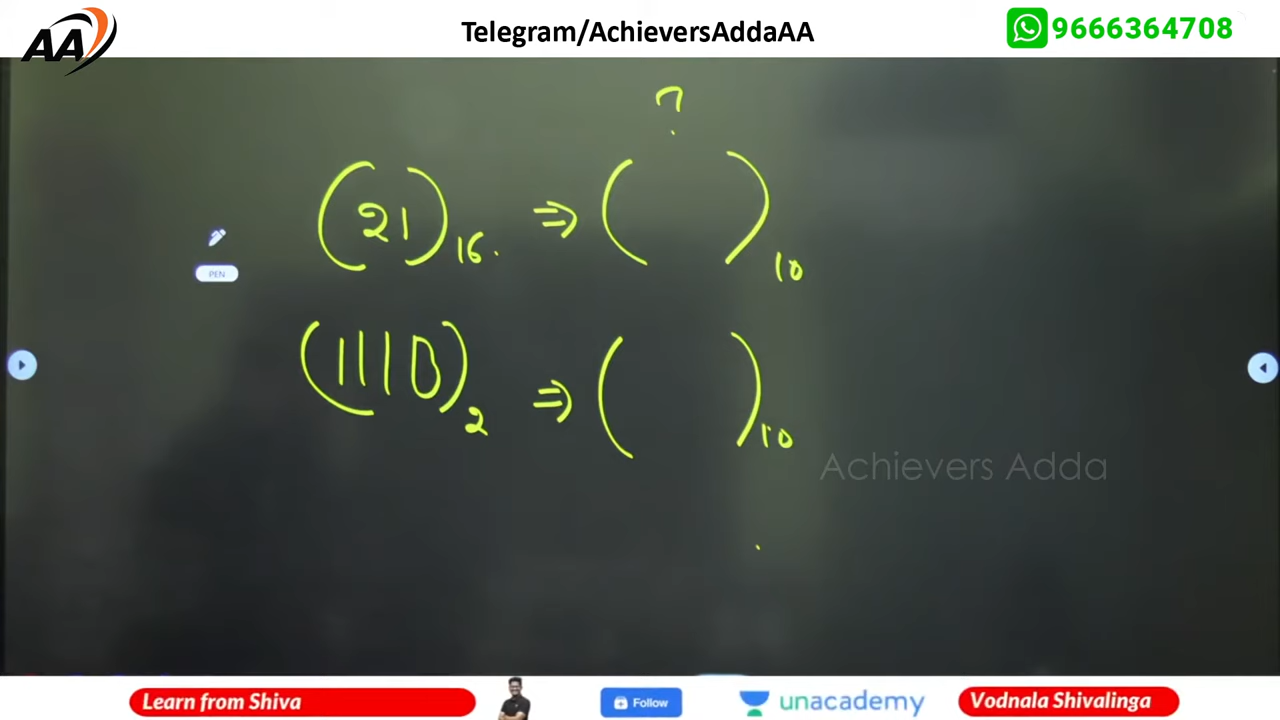 AA
Telegram/AchieversAddaAA
9666364708
?
(21)16. ⇒ ( )10
PEN
(1110)2 ⇒ ( )10
Achievers Adda
Learn from Shiva
Follow
unacademy
Vodnala Shivalinga